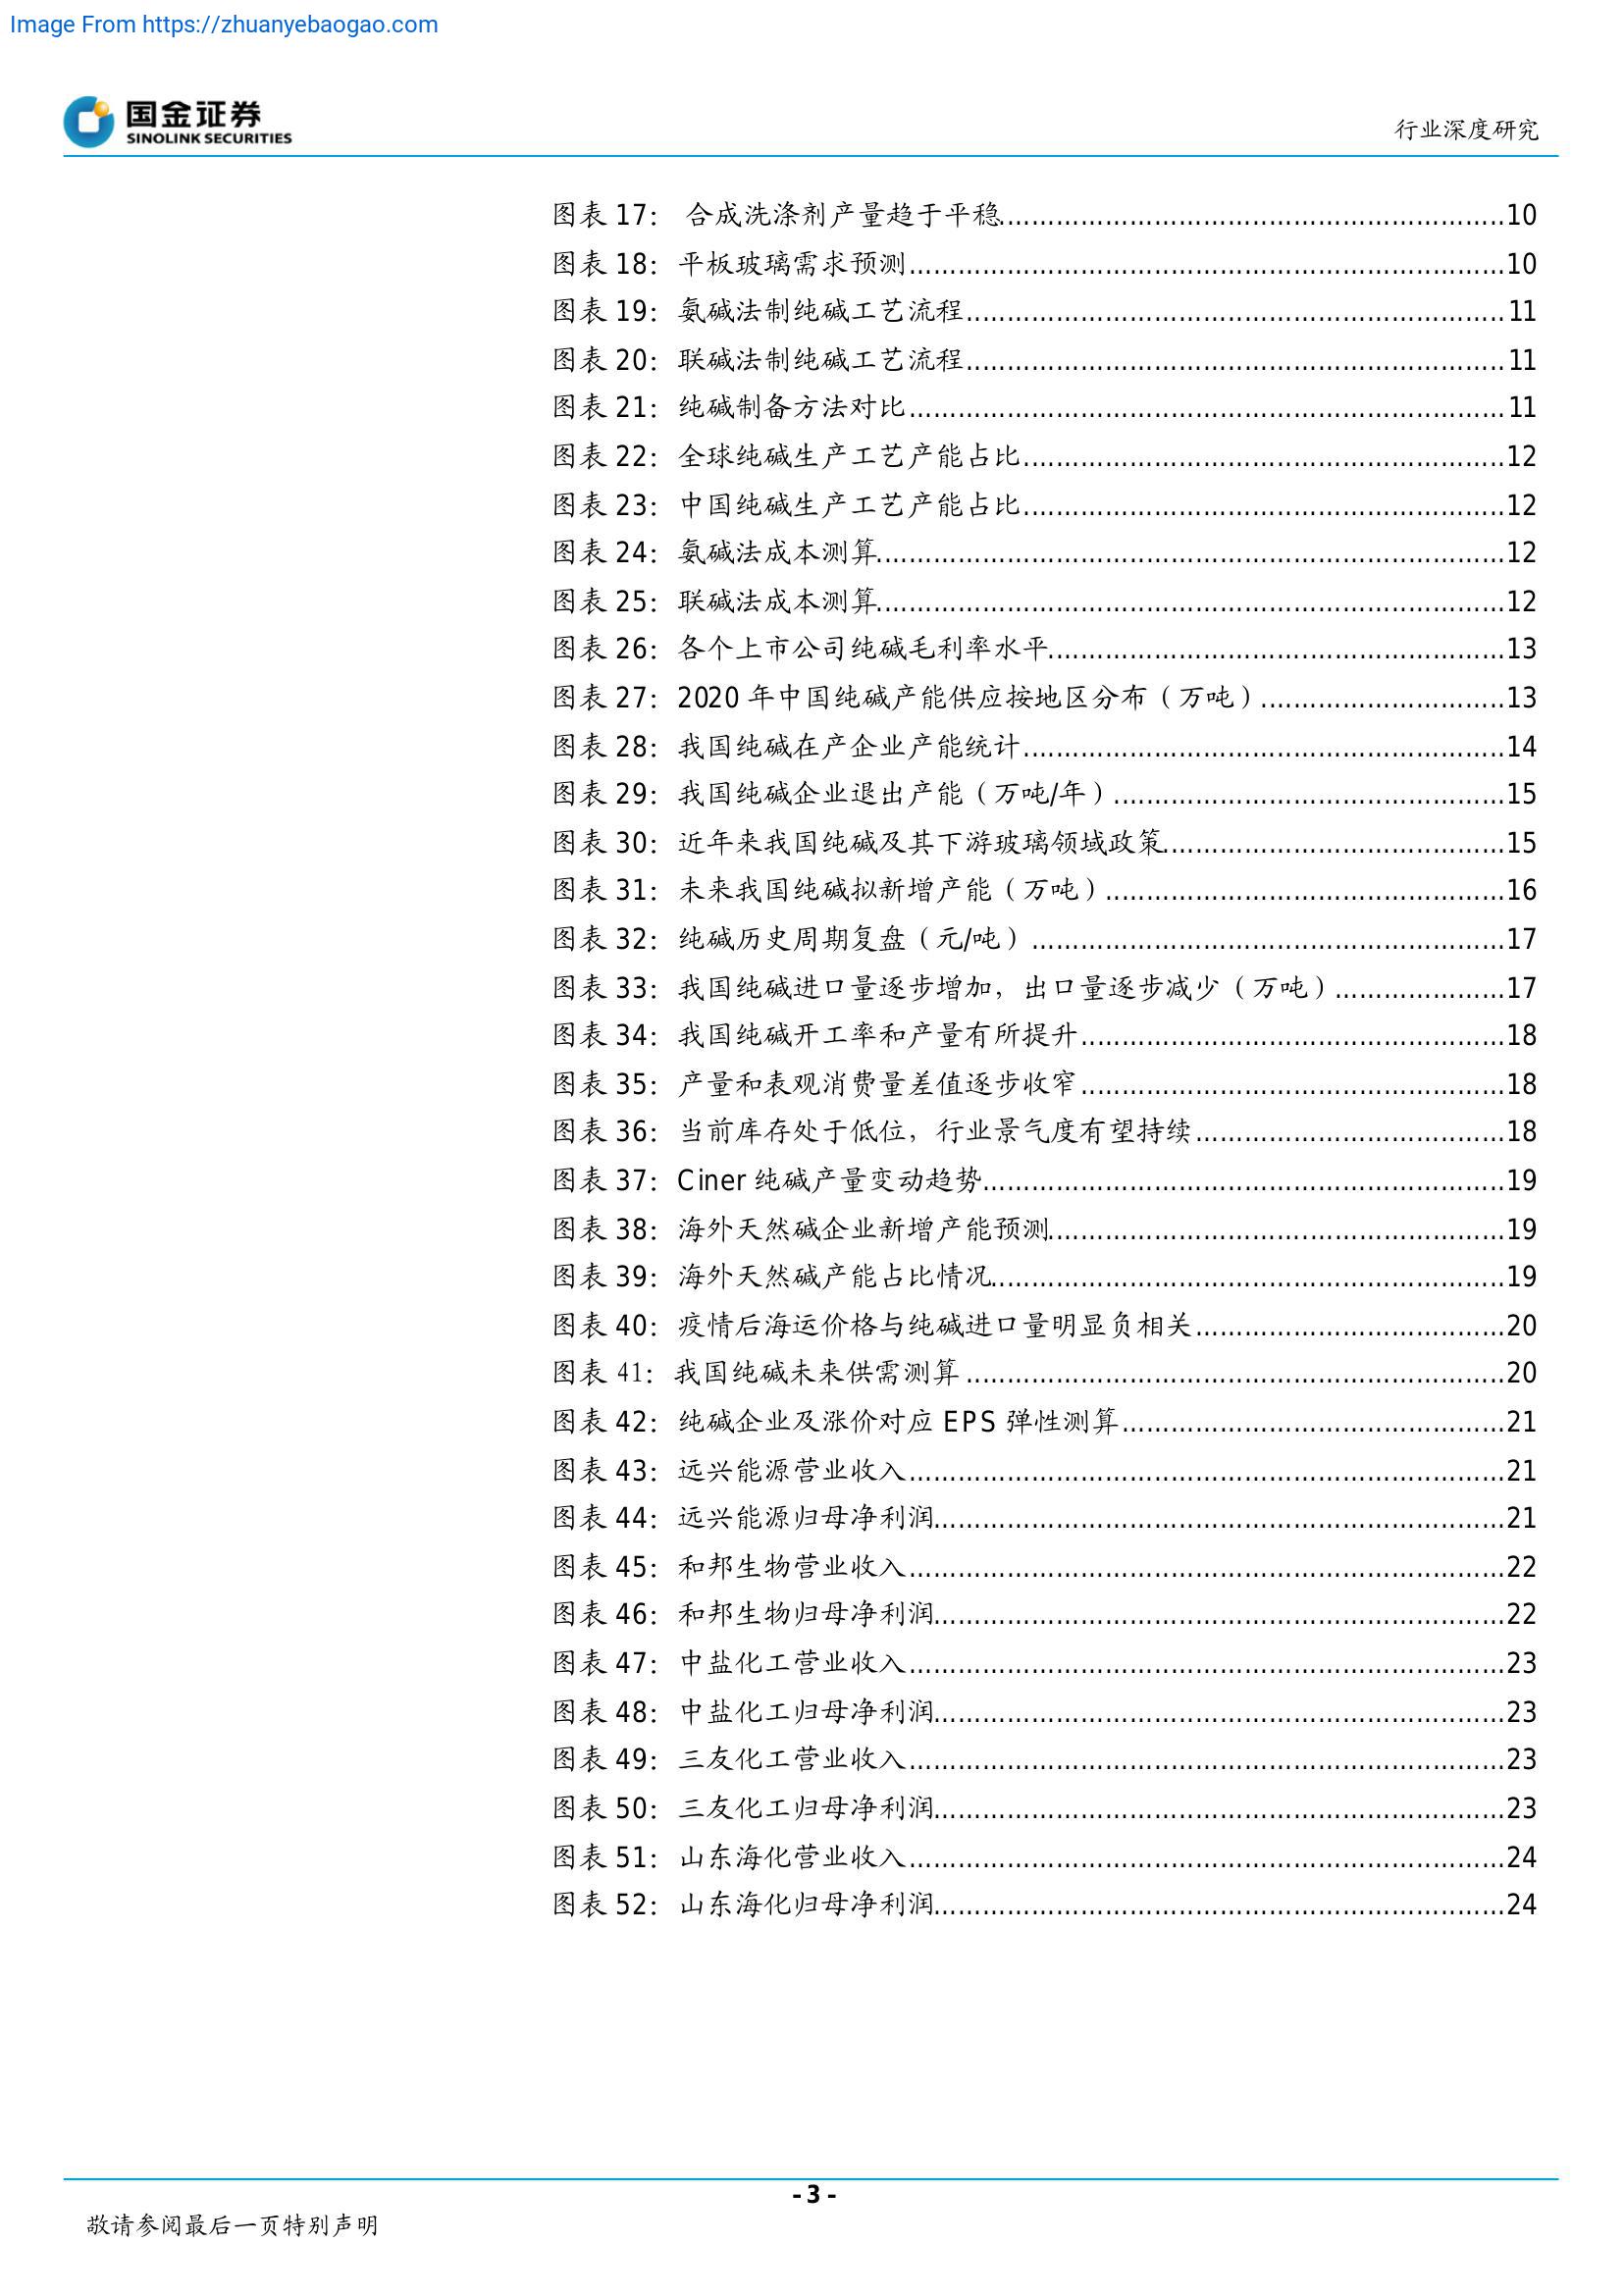 Image From https://zhuanyebaogao.com
国金证券
SINOLINK SECURITIES
行业深度研究
图表 17： 合成洗涤剂产量趋于平稳..........10
图表 18：平板玻璃需求预测..........10
图表 19：氨碱法制纯碱工艺流程..........11
图表 20：联碱法制纯碱工艺流程..........11
图表 21：纯碱制备方法对比..........11
图表 22：全球纯碱生产工艺产能占比..........12
图表 23：中国纯碱生产工艺产能占比..........12
图表 24：氨碱法成本测算..........12
图表 25：联碱法成本测算..........12
图表 26：各个上市公司纯碱毛利率水平..........13
图表 27：2020 年中国纯碱产能供应按地区分布（万吨）..........13
图表 28：我国纯碱在产企业产能统计..........14
图表 29：我国纯碱企业退出产能（万吨/年）..........15
图表 30：近年来我国纯碱及其下游玻璃领域政策..........15
图表 31：未来我国纯碱拟新增产能（万吨）..........16
图表 32：纯碱历史周期复盘（元/吨）..........17
图表 33：我国纯碱进口量逐步增加，出口量逐步减少（万吨）..........17
图表 34：我国纯碱开工率和产量有所提升..........18
图表 35：产量和表观消费量差值逐步收窄..........18
图表 36：当前库存处于低位，行业景气度有望持续..........18
图表 37：Ciner 纯碱产量变动趋势..........19
图表 38：海外天然碱企业新增产能预测..........19
图表 39：海外天然碱产能占比情况..........19
图表 40：疫情后海运价格与纯碱进口量明显负相关..........20
图表 41：我国纯碱未来供需测算..........20
图表 42：纯碱企业及涨价对应 EPS 弹性测算..........21
图表 43：远兴能源营业收入..........21
图表 44：远兴能源归母净利润..........21
图表 45：和邦生物营业收入..........22
图表 46：和邦生物归母净利润..........22
图表 47：中盐化工营业收入..........23
图表 48：中盐化工归母净利润..........23
图表 49：三友化工营业收入..........23
图表 50：三友化工归母净利润..........23
图表 51：山东海化营业收入..........24
图表 52：山东海化归母净利润..........24
- 3 -
敬请参阅最后一页特别声明